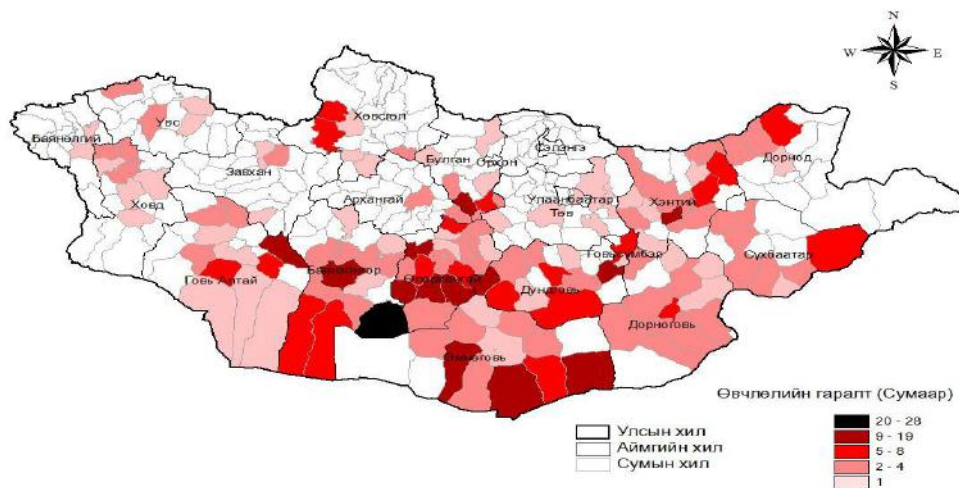 N
W E
S
Хөвсгөл
Увс
Баянөлгий
Сэлэнгэ
Булган
Орхон
Дорнод
Завхан
Архангай
Улаанбаатар
Хэнтий
Төв
Ховд
Говьсүмбэр
Сүхбаатар
Баянхонгор
Өвөрхангай
Говь Алтай
Дундговь
Дорноговь
Өмнөговь
Өвчлөлийн гаралт (Сумаар)
20 - 28
Улсын хил
9 - 19
Аймгийн хил
5 - 8
Сумын хил
2 - 4
1